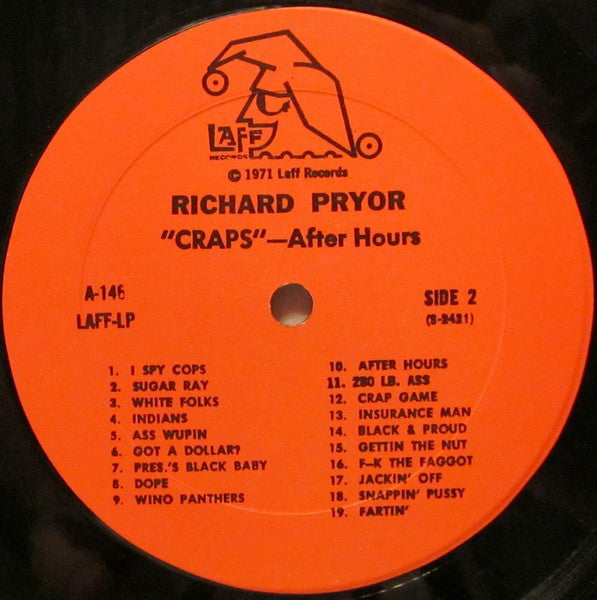 LAFF
RECORDS
© 1971 Laff Records
RICHARD PRYOR
"CRAPS"—After Hours
A-146
LAFF-LP
SIDE 2
(S-2421)
1. I SPY COPS
2. SUGAR RAY
3. WHITE FOLKS
4. INDIANS
5. ASS WUPIN
6. GOT A DOLLAR?
7. PRES.'S BLACK BABY
8. DOPE
9. WINO PANTHERS
10. AFTER HOURS
11. 280 LB. ASS
12. CRAP GAME
13. INSURANCE MAN
14. BLACK & PROUD
15. GETTIN THE NUT
16. F–K THE FAGGOT
17. JACKIN' OFF
18. SNAPPIN' PUSSY
19. FARTIN'